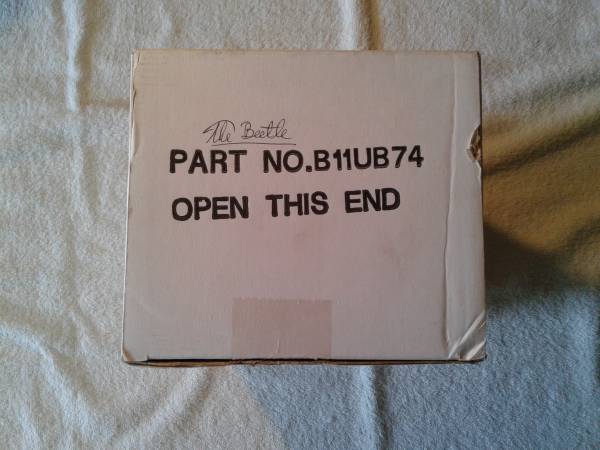 The Beetle
PART NO.B11UB74
OPEN THIS END